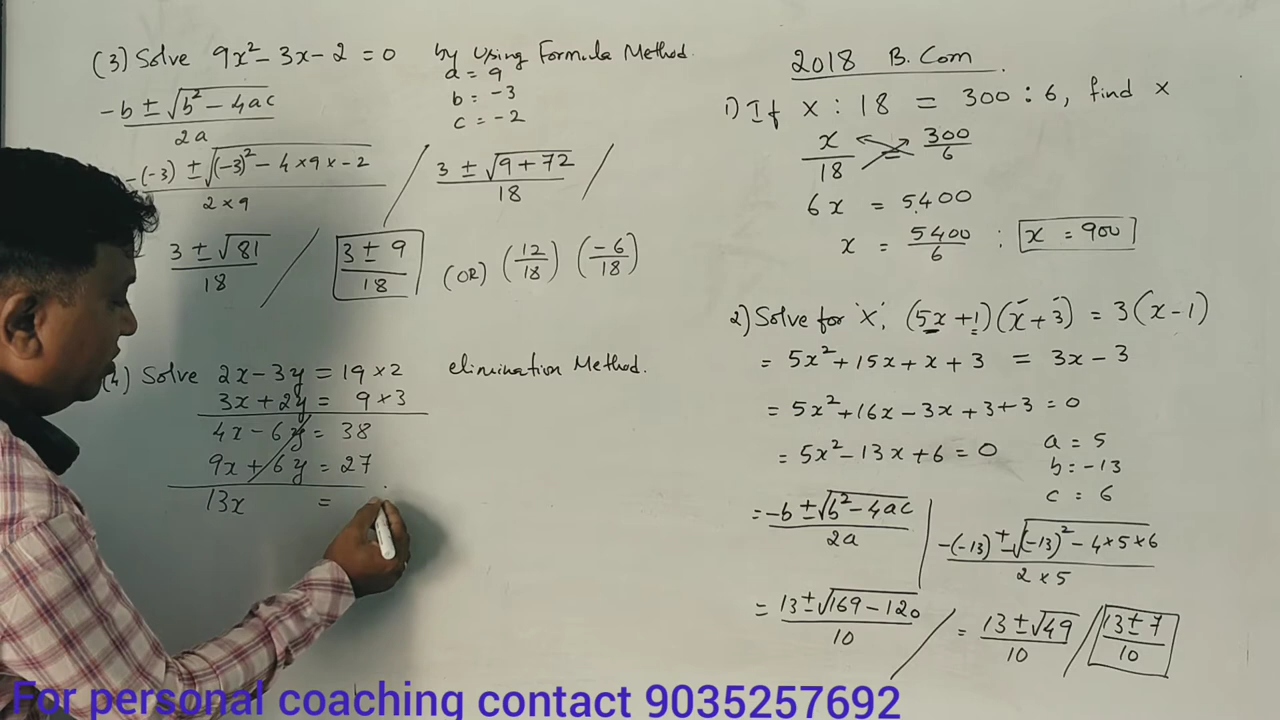 (3) Solve 9x² - 3x - 2 = 0 by Using Formula Method.
a = 9
b = -3
c = -2
-b ± √b² - 4ac
2a
-(-3) ± √(-3)² - 4×9×-2 / 3 ± √9+72 /
2×9 18
3 ± √81 / 3 ± 9 (OR) (12/18) (-6/18)
18 18
Solve 2x - 3y = 19 × 2 elimination Method.
3x + 2y = 9 × 3
4x - 6y = 38
9x + 6y = 27
13x =
2018 B.Com
1) If x : 18 = 300 : 6, find x
x = 300
18 6
6x = 5400
x = 5400 : x = 900
6
2) Solve for 'x', (5x+1)(x+3) = 3(x-1)
= 5x²+15x+x+3 = 3x-3
= 5x²+16x-3x+3+3 = 0
= 5x²-13x+6 = 0
a = 5
b = -13
c = 6
= -b ± √b²-4ac | -(-13) ± √(-13)²-4×5×6
2a 2×5
= 13 ± √169-120 / = 13 ± √49 / 13 ± 7
10 10 10
For personal coaching contact 9035257692